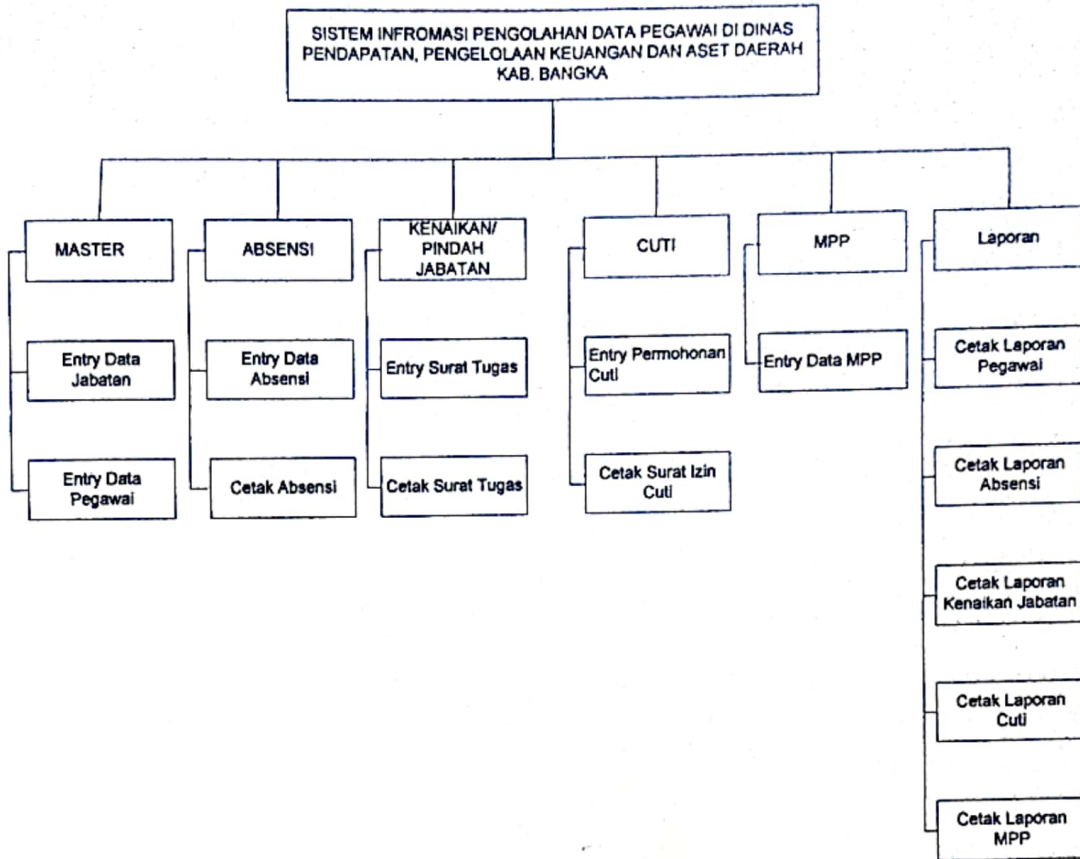 SISTEM INFROMASI PENGOLAHAN DATA PEGAWAI DI DINAS
PENDAPATAN, PENGELOLAAN KEUANGAN DAN ASET DAERAH
KAB. BANGKA
MASTER
Entry Data
Jabatan
Entry Data
Pegawai
ABSENSI
Entry Data
Absensi
Cetak Absensi
KENAIKAN/
PINDAH
JABATAN
Entry Surat Tugas
Cetak Surat Tugas
CUTI
Entry Permohonan
Cuti
Cetak Surat Izin
Cuti
MPP
Entry Data MPP
Laporan
Cetak Laporan
Pegawai
Cetak Laporan
Absensi
Cetak Laporan
Kenaikan Jabatan
Cetak Laporan
Cuti
Cetak Laporan
MPP